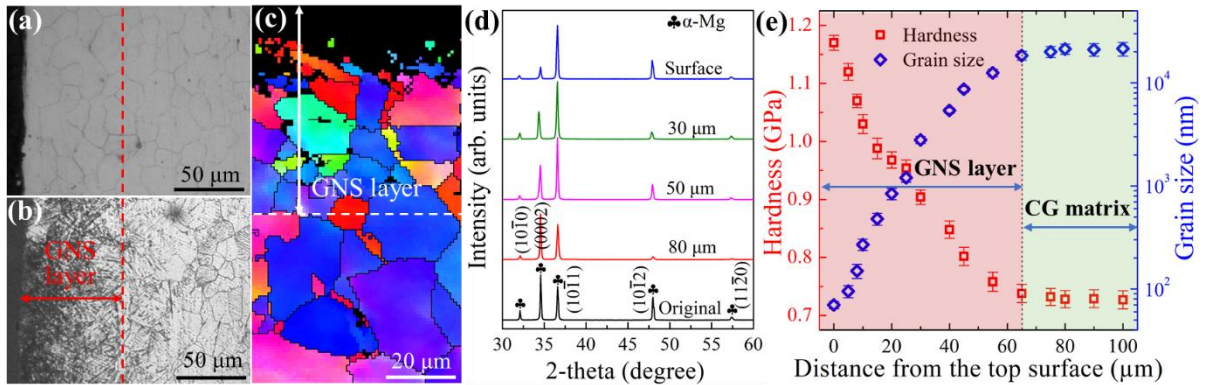 (a)
50 μm
(b)
GNS
layer
50 μm
(c)
GNS layer
20 μm
(d)
♣α-Mg
Surface
30 μm
50 μm
80 μm
Original
(101̄0)
(0002)
(101̄1)
(101̄2)
(112̄0)
Intensity (arb. units)
30 35 40 45 50 55 60
2-theta (degree)
(e)
Hardness
Grain size
GNS layer
CG matrix
Hardness (GPa)
1.2
1.1
1.0
0.9
0.8
0.7
Grain size (nm)
10⁴
10³
10²
0 20 40 60 80 100
Distance from the top surface (μm)